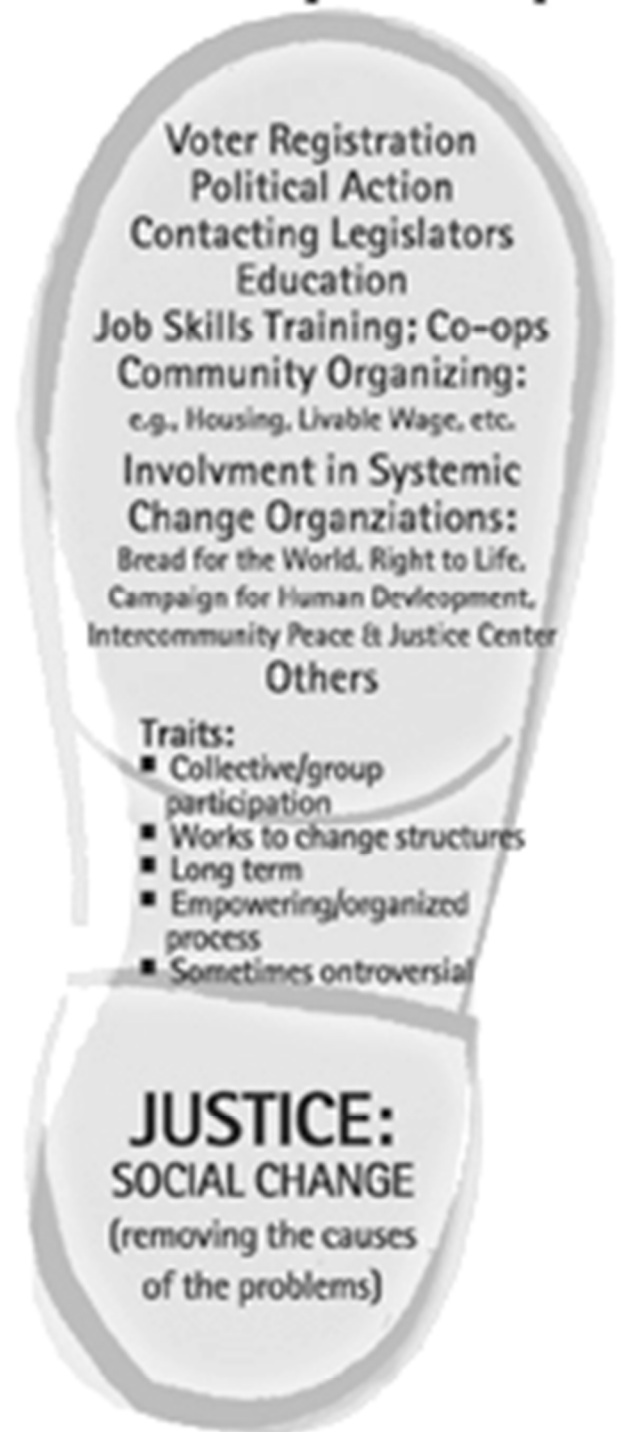 Voter Registration
Political Action
Contacting Legislators
Education
Job Skills Training; Co-ops
Community Organizing:
e.g., Housing, Livable Wage, etc.
Involvment in Systemic
Change Organziations:
Bread for the World, Right to Life,
Campaign for Human Devleopment,
Intercommunity Peace & Justice Center
Others
Traits:
▪ Collective/group
participation
▪ Works to change structures
▪ Long term
▪ Empowering/organized
process
▪ Sometimes ontroversial
JUSTICE:
SOCIAL CHANGE
(removing the causes
of the problems)